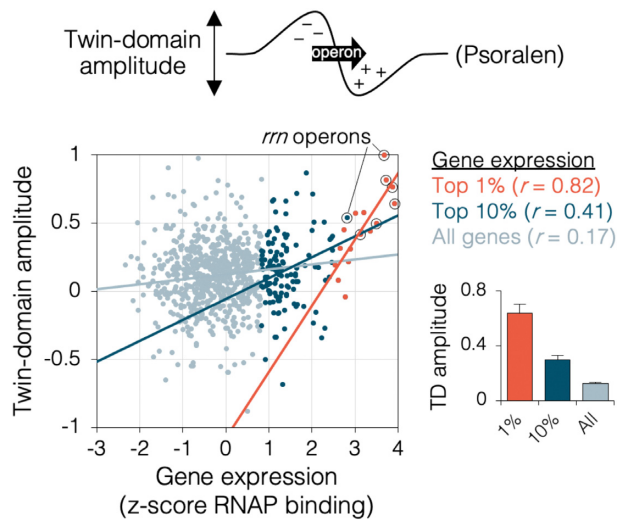 Twin-domain
amplitude
operon
(Psoralen)
− − −
+ + + +
rrn operons
Twin-domain amplitude
1
0.5
0
-0.5
-1
-3 -2 -1 0 1 2 3 4
Gene expression
(z-score RNAP binding)
Gene expression
Top 1% (r = 0.82)
Top 10% (r = 0.41)
All genes (r = 0.17)
TD amplitude
0.8
0.4
0
1% 10% All